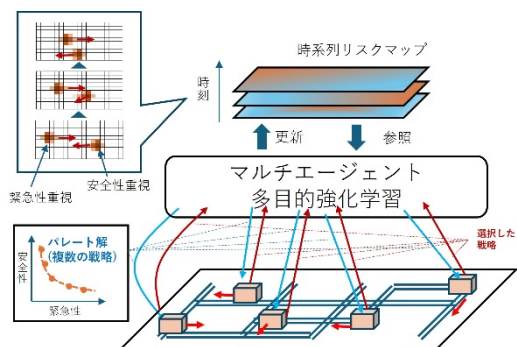 時系列リスクマップ
時刻
更新
参照
緊急性重視
安全性重視
マルチエージェント
多目的強化学習
選択した
戦略
パレート解
(複数の戦略)
安全性
緊急性